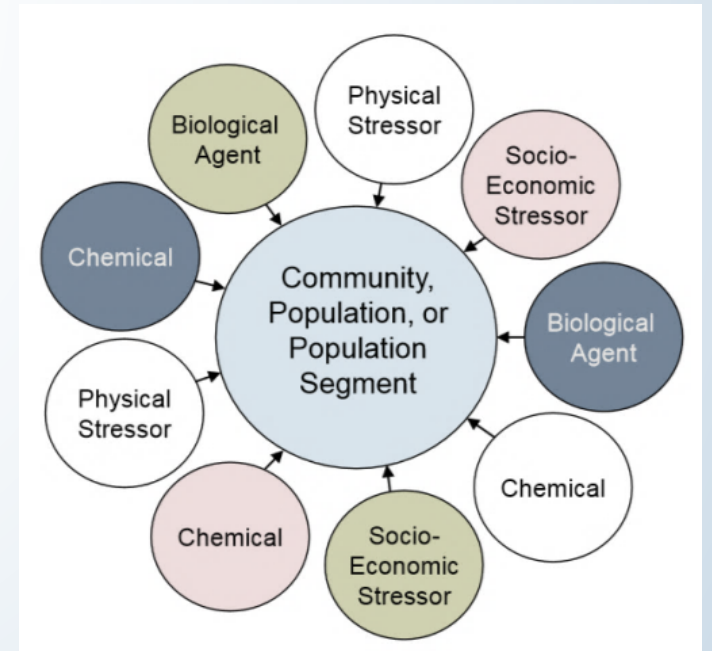 Physical
Stressor
Socio-
Economic
Stressor
Biological
Agent
Chemical
Socio-
Economic
Stressor
Chemical
Physical
Stressor
Chemical
Biological
Agent
Community,
Population, or
Population
Segment